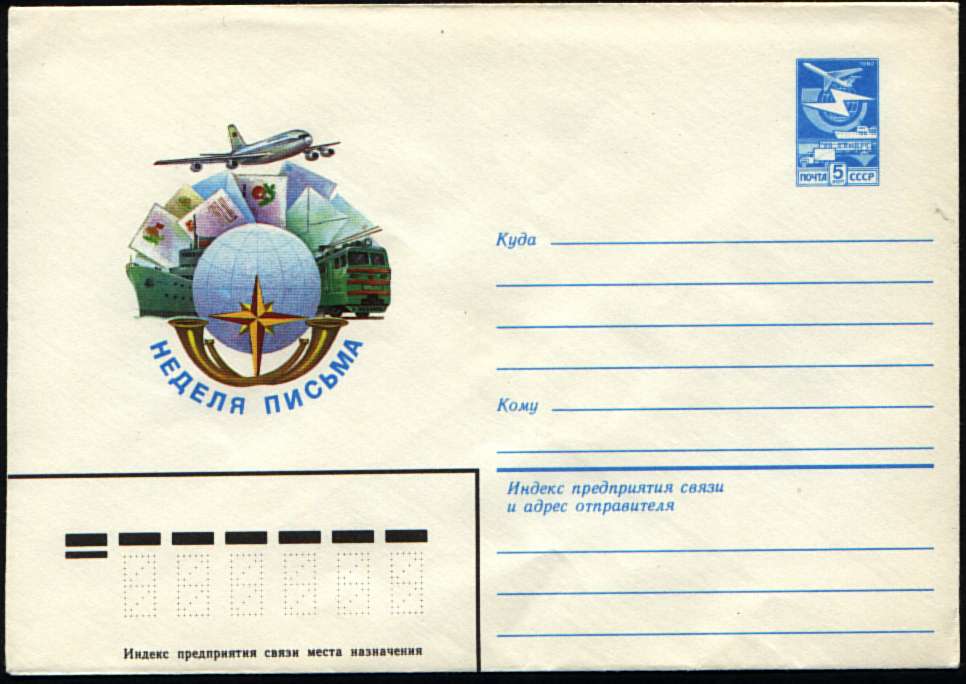 НЕДЕЛЯ ПИСЬМА
ПОЧТА 5 СССР
Куда
Кому
Индекс предприятия связи
и адрес отправителя
Индекс предприятия связи места назначения